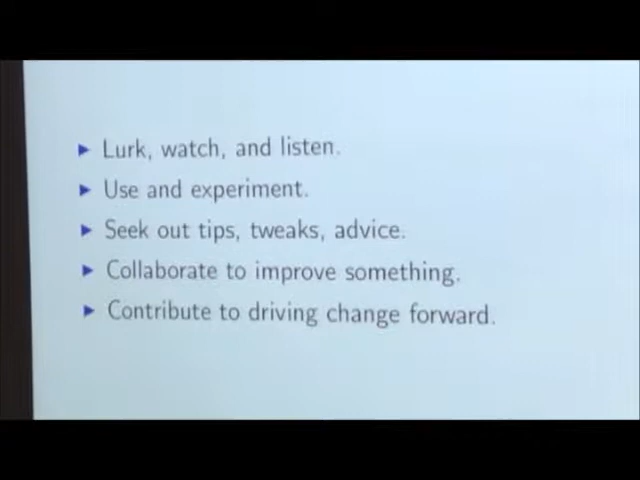 Lurk, watch, and listen.
Use and experiment.
Seek out tips, tweaks, advice.
Collaborate to improve something.
Contribute to driving change forward.